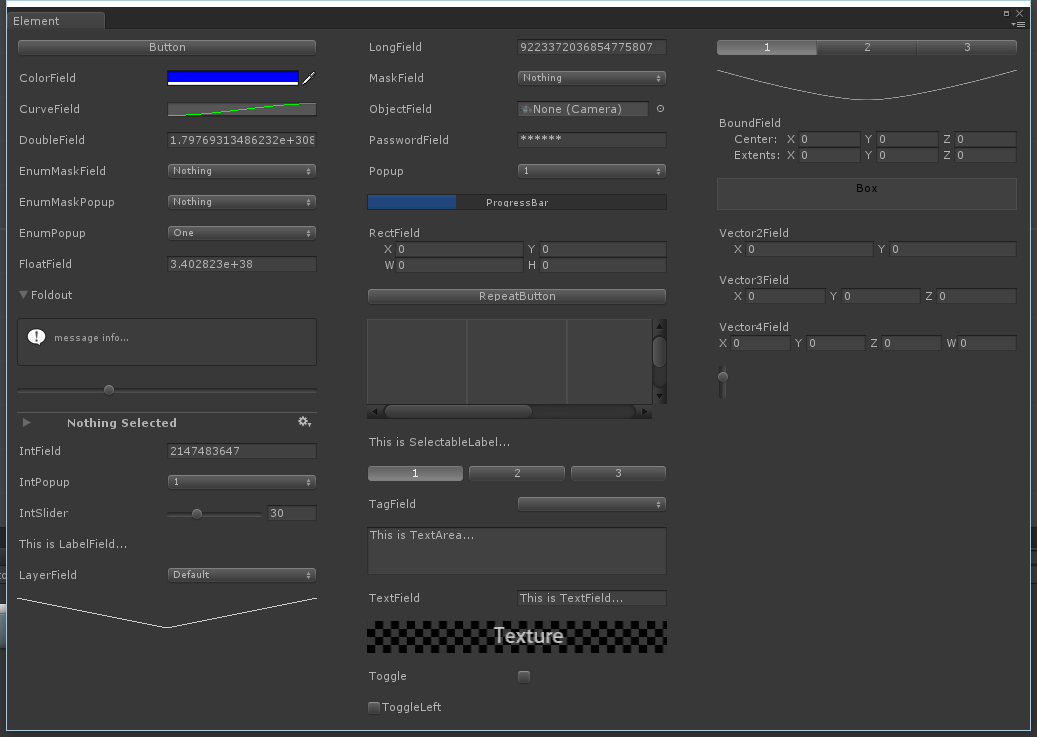 Element
Button
ColorField
CurveField
DoubleField 1.79769313486232e+308
EnumMaskField Nothing
EnumMaskPopup Nothing
EnumPopup One
FloatField 3.402823e+38
Foldout
message info...
Nothing Selected
IntField 2147483647
IntPopup 1
IntSlider 30
This is LabelField...
LayerField Default
LongField 9223372036854775807
MaskField Nothing
ObjectField None (Camera)
PasswordField ******
Popup 1
ProgressBar
RectField
X 0 Y 0
W 0 H 0
RepeatButton
This is SelectableLabel...
1 2 3
TagField
This is TextArea...
TextField This is TextField...
Texture
Toggle
ToggleLeft
1 2 3
BoundField
Center: X 0 Y 0 Z 0
Extents: X 0 Y 0 Z 0
Box
Vector2Field
X 0 Y 0
Vector3Field
X 0 Y 0 Z 0
Vector4Field
X 0 Y 0 Z 0 W 0